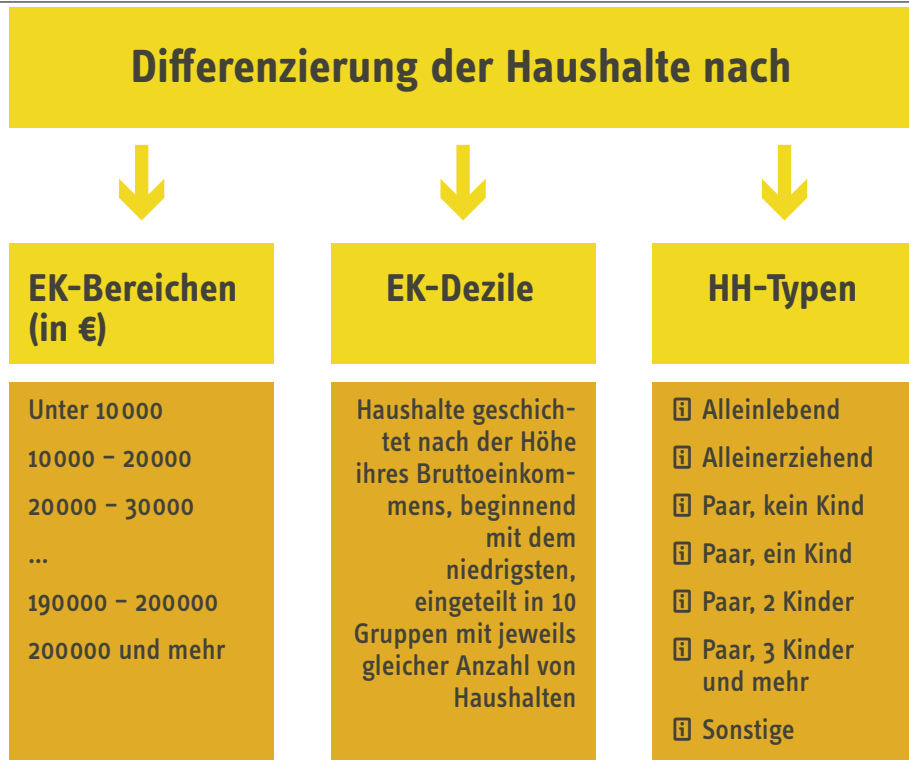 Differenzierung der Haushalte nach
EK-Bereichen
(in €)
Unter 10 000
10000 – 20000
20000 – 30000
...
190000 – 200000
200000 und mehr
EK-Dezile
Haushalte geschich-
tet nach der Höhe
ihres Bruttoeinkom-
mens, beginnend
mit dem
niedrigsten,
eingeteilt in 10
Gruppen mit jeweils
gleicher Anzahl von
Haushalten
HH-Typen
i Alleinlebend
i Alleinerziehend
i Paar, kein Kind
i Paar, ein Kind
i Paar, 2 Kinder
i Paar, 3 Kinder
und mehr
i Sonstige